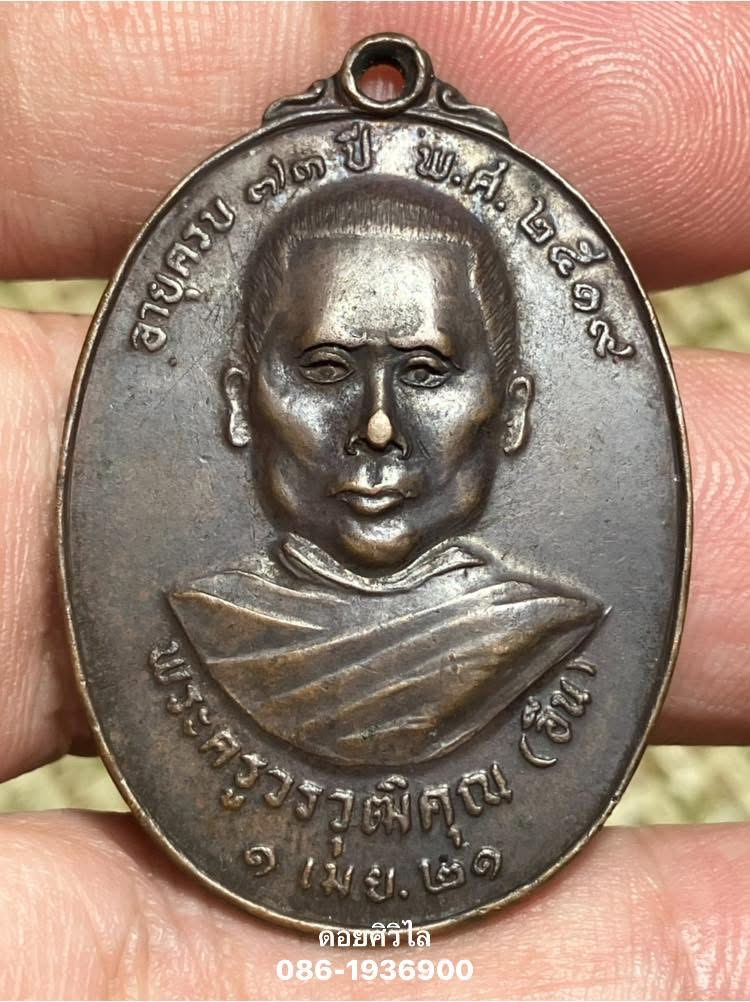 อายุครบ ๗๓ ปี พ.ศ. ๒๕๑๙
พระครูวรวุฒิคุณ (อิน)
๑ เมย. ๒๑
ดอยศิวิไล
086-1936900